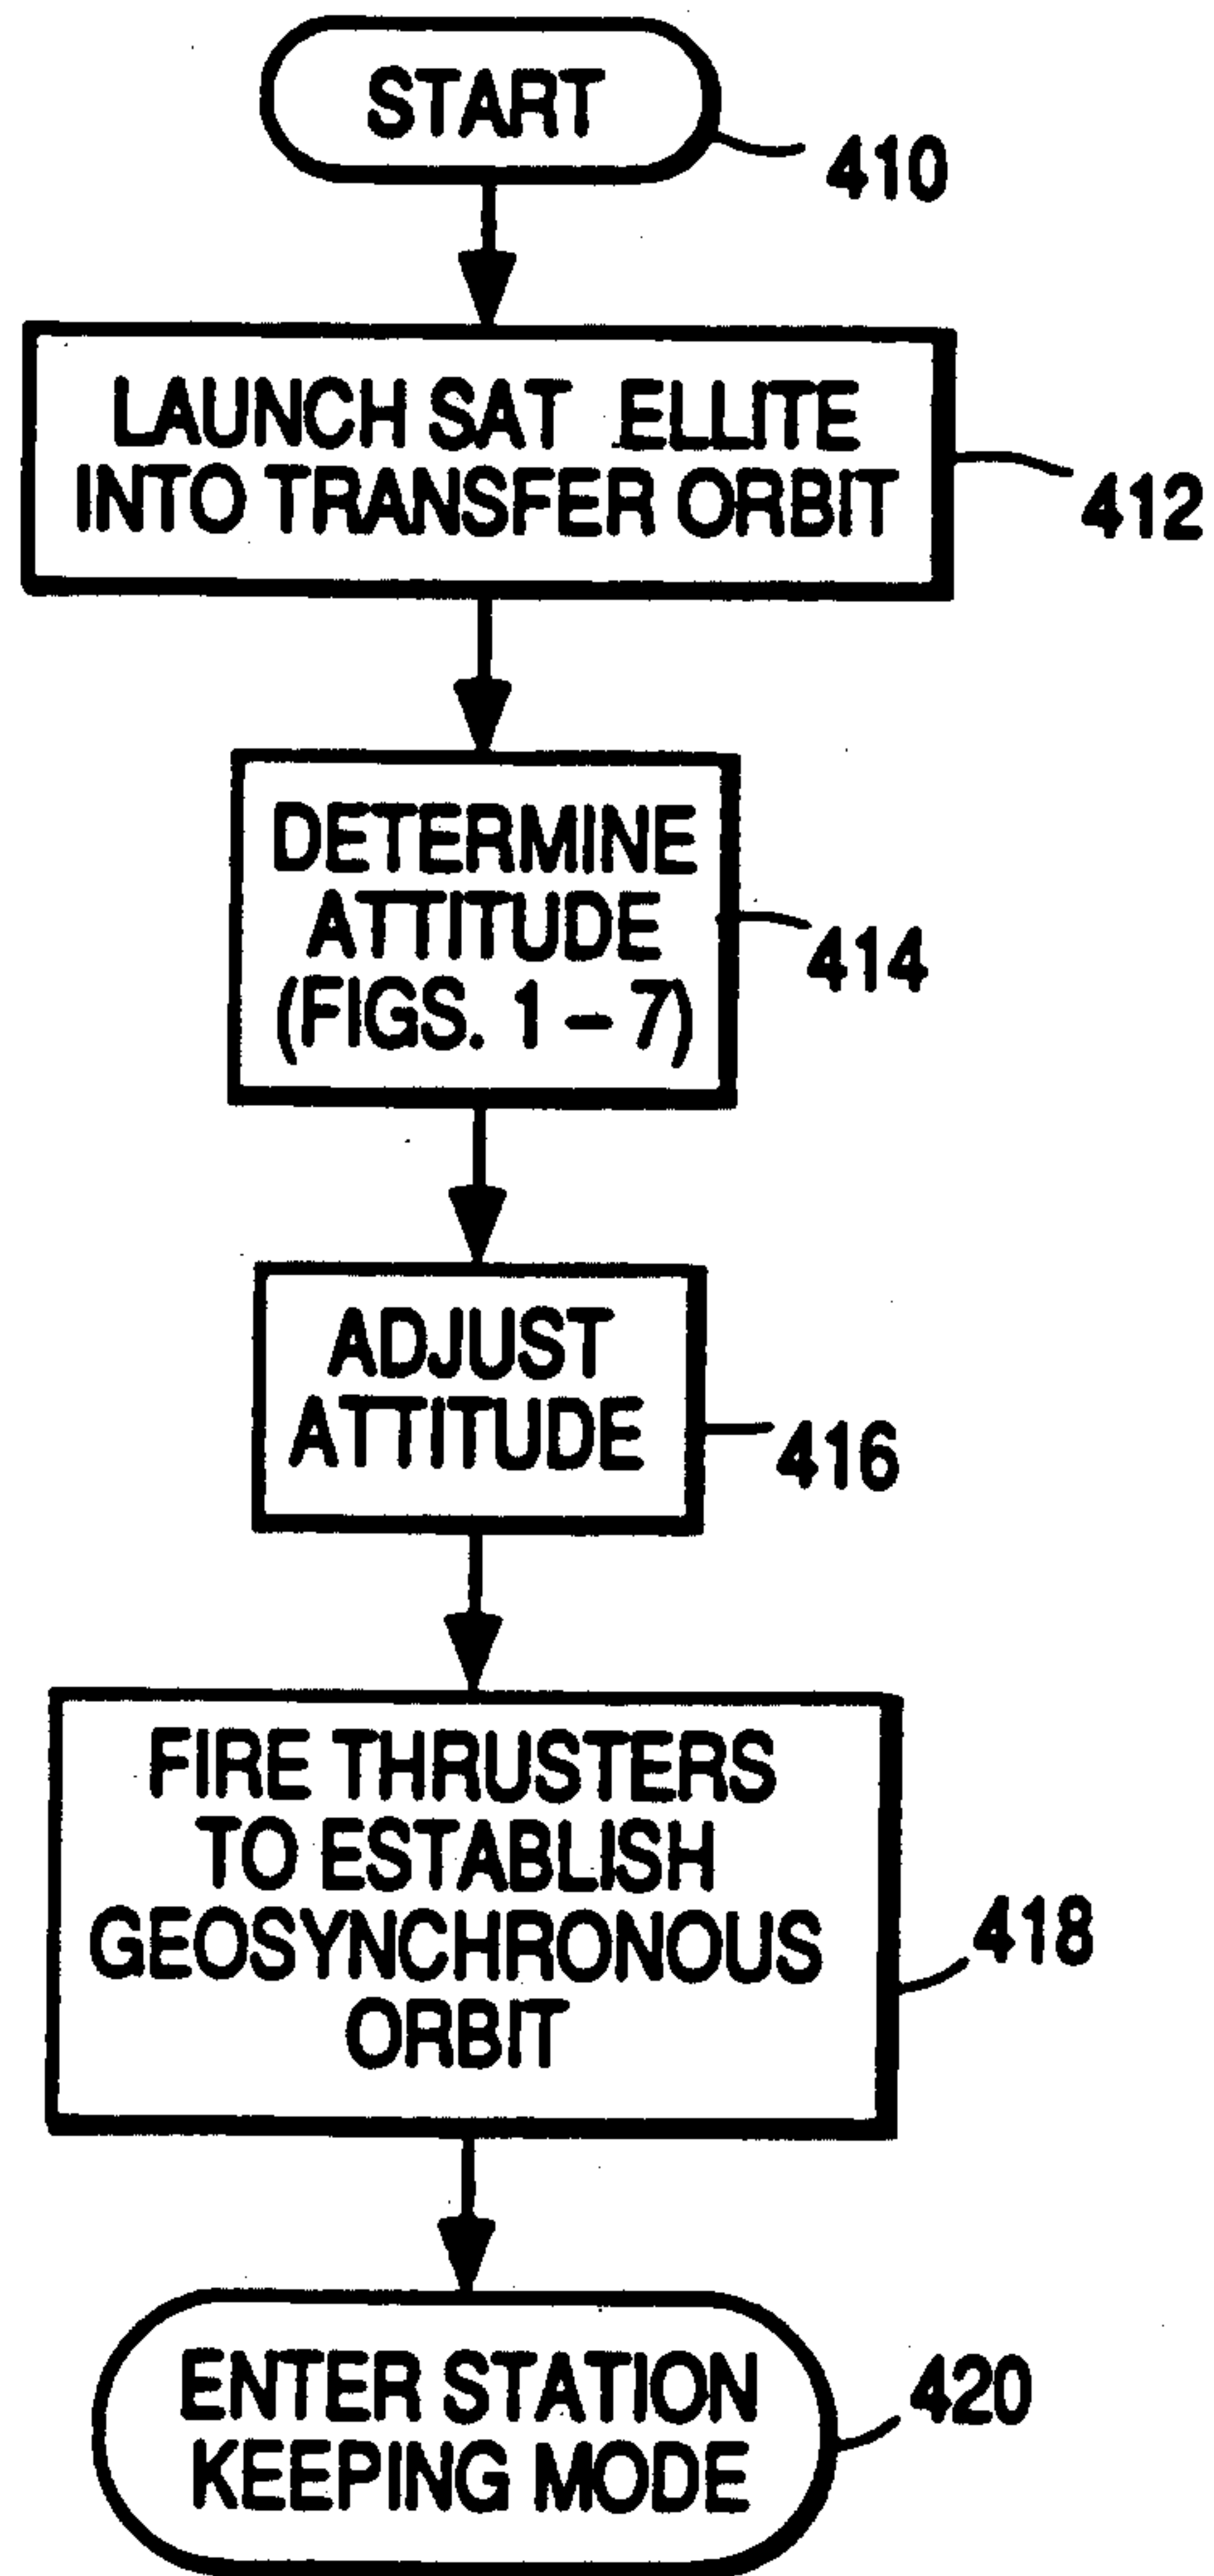 START
410
LAUNCH SAT ELLITE
INTO TRANSFER ORBIT
412
DETERMINE
ATTITUDE
(FIGS. 1 – 7)
414
ADJUST
ATTITUDE
416
FIRE THRUSTERS
TO ESTABLISH
GEOSYNCHRONOUS
ORBIT
418
ENTER STATION
KEEPING MODE
420